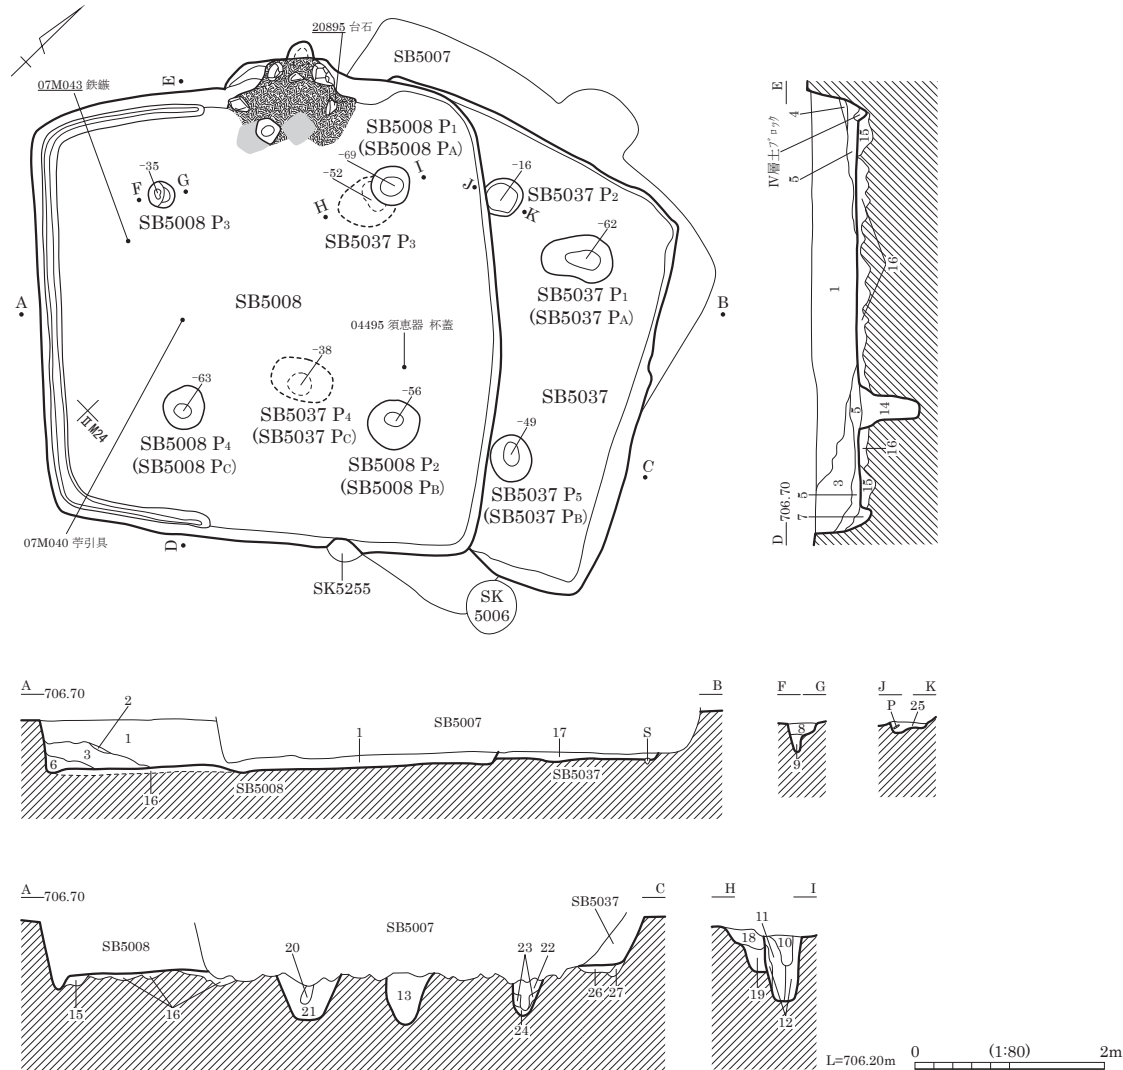 20895 台石
SB5007
07M043 鉄鏃
E
SB5008 P1
(SB5008 PA)
-69
-52
I
-35
F
G
SB5008 P3
H
SB5037 P3
J
-16
SB5037 P2
K
-62
SB5037 P1
(SB5037 PA)
A
SB5008
B
04495 須恵器 杯蓋
-38
-63
-56
SB5037
ⅡM24
SB5037 P4
(SB5037 PC)
SB5008 P4
(SB5008 PC)
-49
SB5008 P2
(SB5008 PB)
C
SB5037 P5
(SB5037 PB)
07M040 苧引具
D
SK5255
SK
5006
E
4
Ⅳ層土ブロック
5
15
16
1
5
14
16
3
15
5
7
D
706.70
A
706.70
B
2
1
3
6
16
SB5008
1
SB5007
17
S
SB5037
F
G
8
9
J
K
P
25
A
706.70
C
SB5008
SB5007
SB5037
20
21
13
23
22
24
26
27
15
16
H
I
11
18
10
19
12
L=706.20m
0
(1:80)
2m